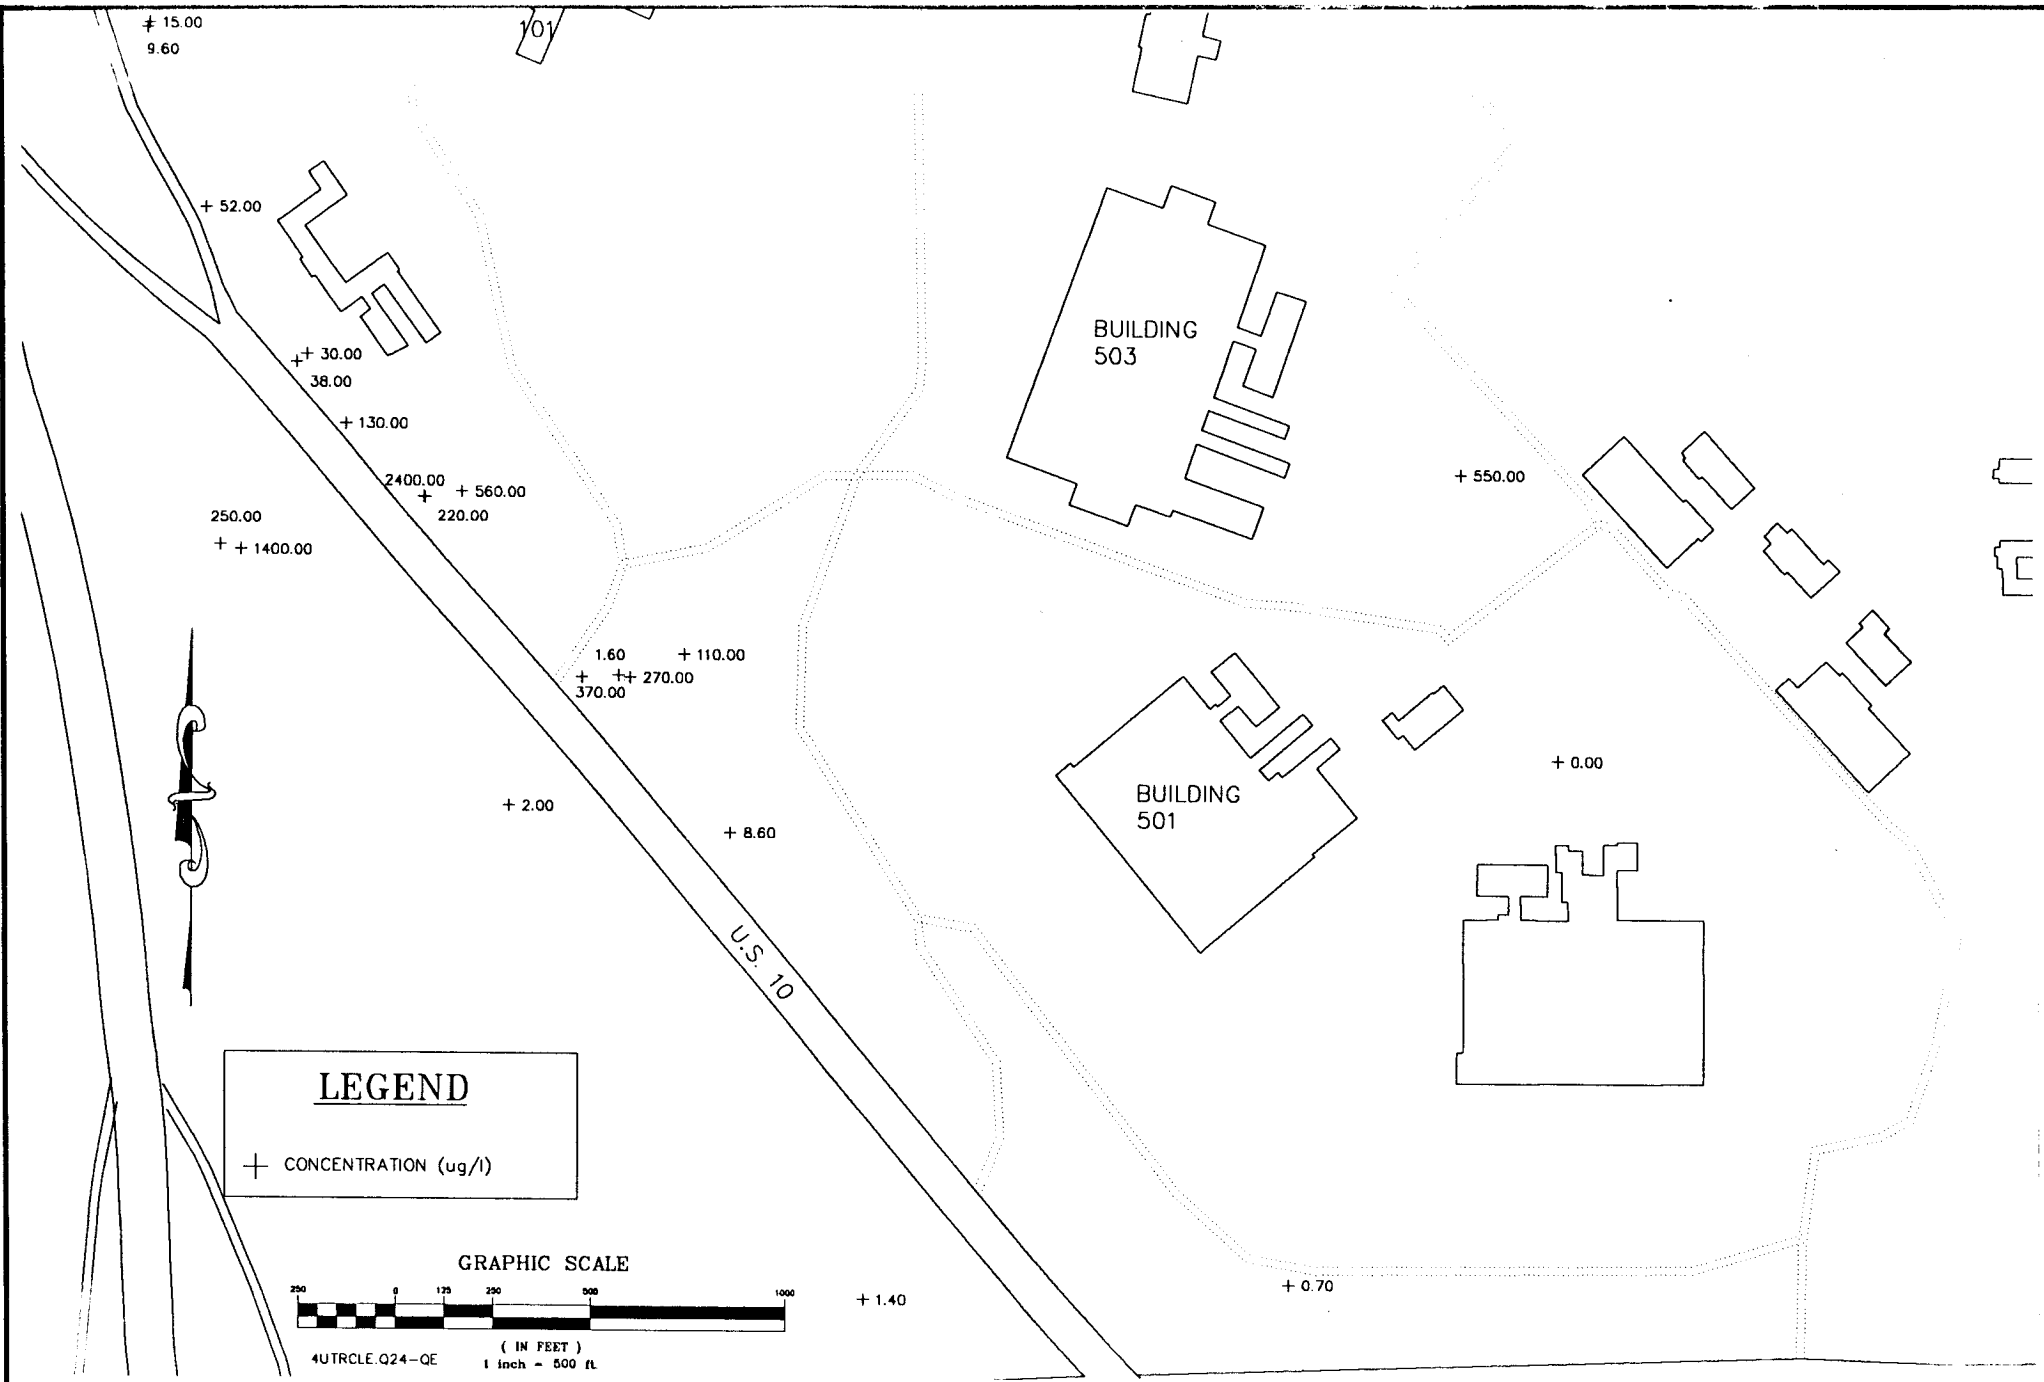 101
+ 15.00
9.60
+ 52.00
BUILDING
503
+ 30.00
38.00
+ 130.00
2400.00
+ 560.00
220.00
+ 550.00
250.00
+ + 1400.00
1.60
+ 110.00
+ 270.00
370.00
+ 0.00
BUILDING
501
+ 2.00
+ 8.60
U.S. 10
LEGEND
+ CONCENTRATION (ug/l)
GRAPHIC SCALE
250 0 125 250 500 1000
( IN FEET )
1 inch = 500 ft.
4UTRCLE.Q24-QE
+ 1.40
+ 0.70